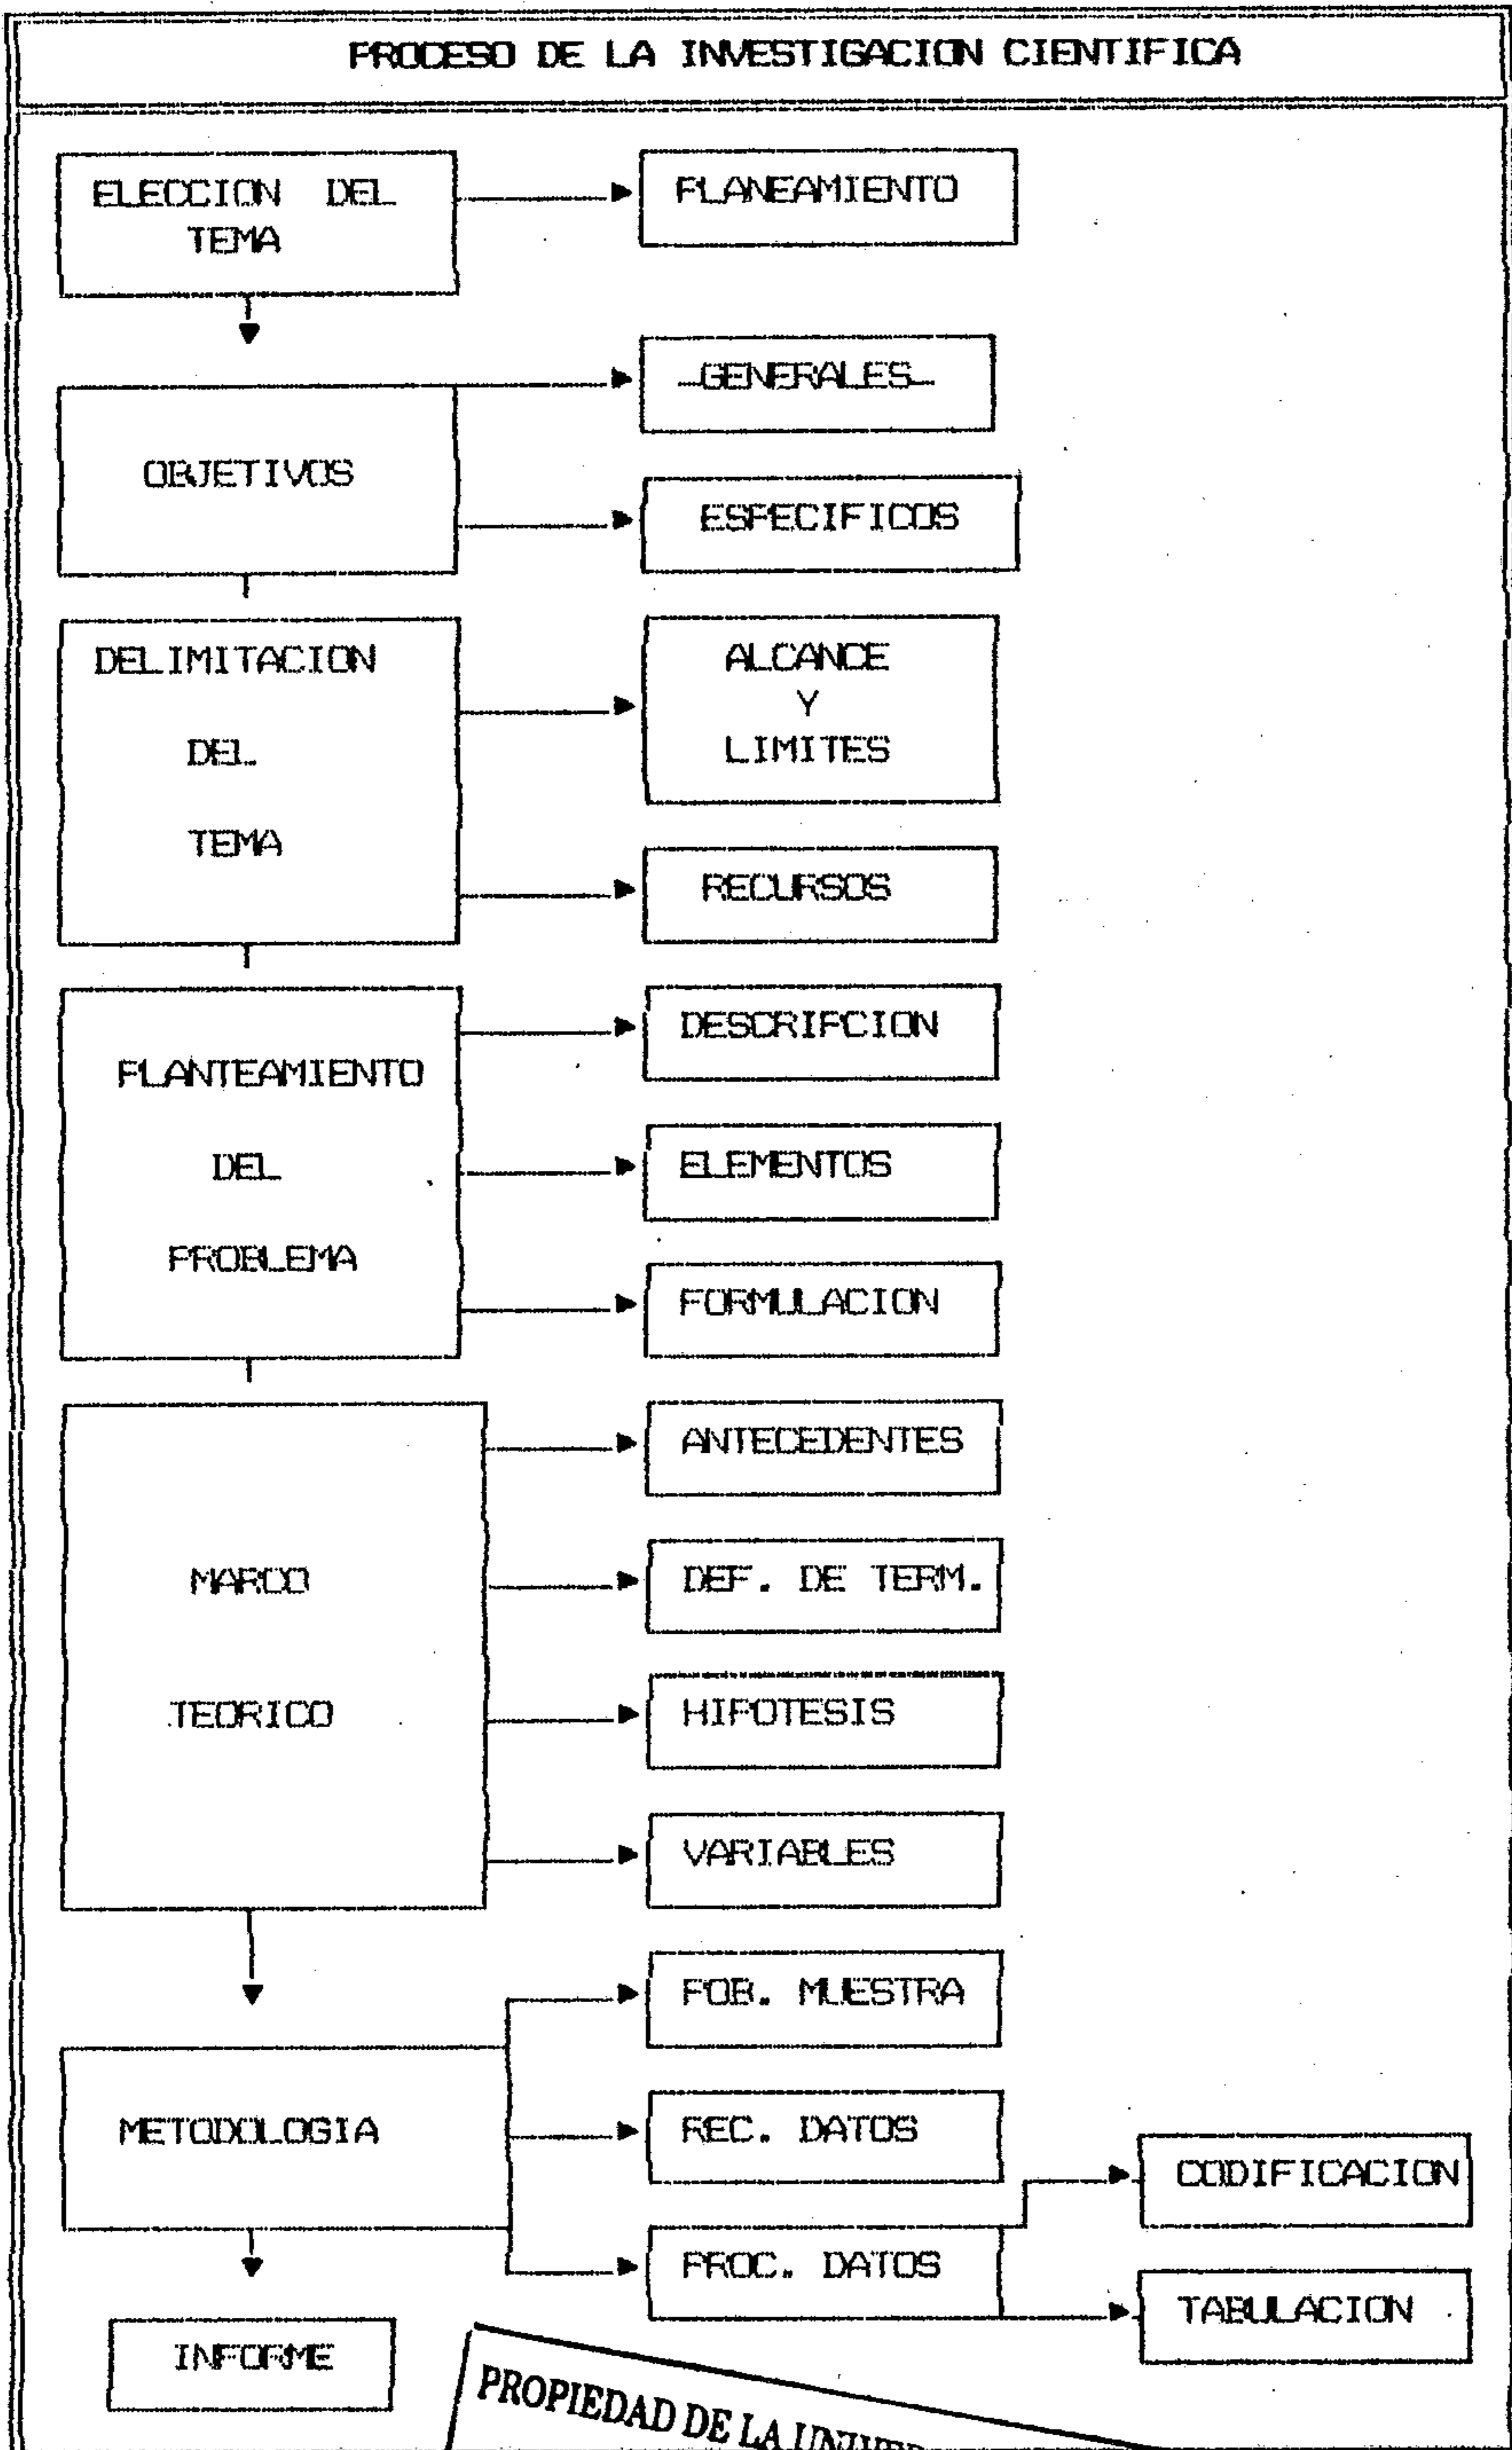 PROCESO DE LA INVESTIGACION CIENTIFICA
ELECCION DEL
TEMA
PLANEAMIENTO
OBJETIVOS
GENERALES
ESPECIFICOS
DELIMITACION
DEL
TEMA
ALCANCE
Y
LIMITES
RECURSOS
PLANTEAMIENTO
DEL
PROBLEMA
DESCRIPCION
ELEMENTOS
FORMULACION
MARCO
TEORICO
ANTECEDENTES
DEF. DE TERM.
HIPOTESIS
VARIABLES
METODOLOGIA
POB. MUESTRA
REC. DATOS
PROC. DATOS
CODIFICACION
TABULACION
INFORME
PROPIEDAD DE LA